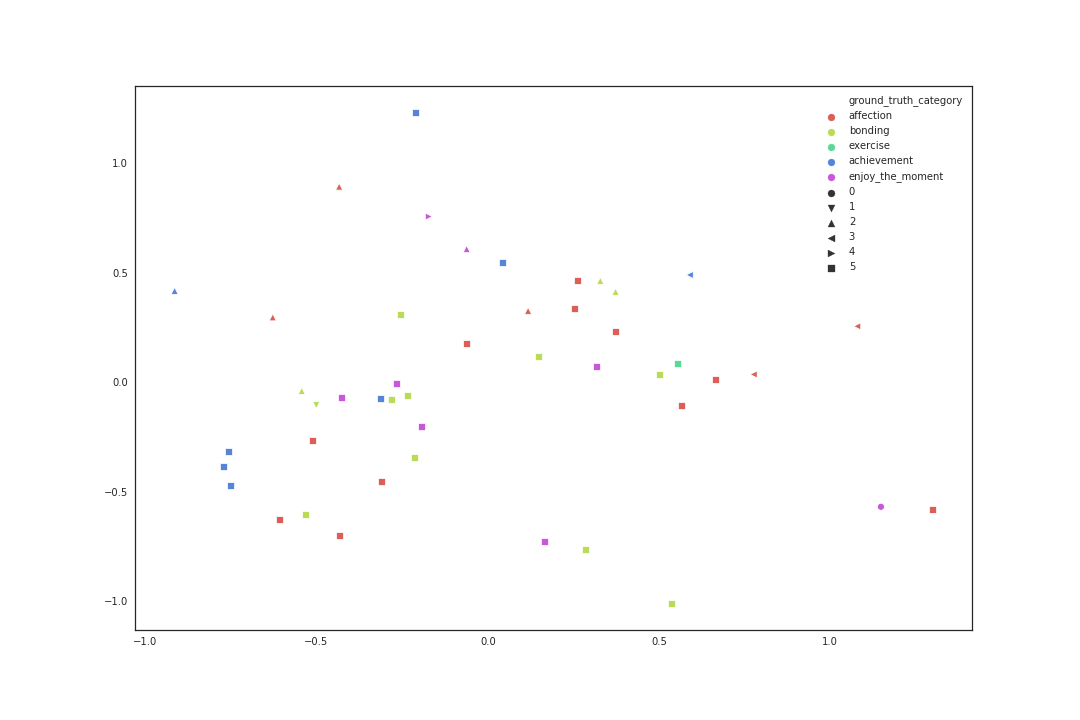 ground_truth_category
affection
bonding
exercise
achievement
enjoy_the_moment
0
1
2
3
4
5
1.0
0.5
0.0
−0.5
−1.0
−1.0 −0.5 0.0 0.5 1.0